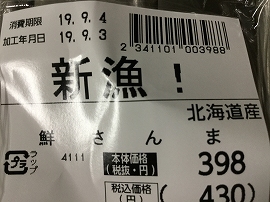 消費期限 19.9.4
加工年月日 19.9.3
2 341101 003988
新漁！
北海道産
鮮さんま
プラ ラップ 4111 本体価格(税抜・円) 398
税込価格(円) (430)